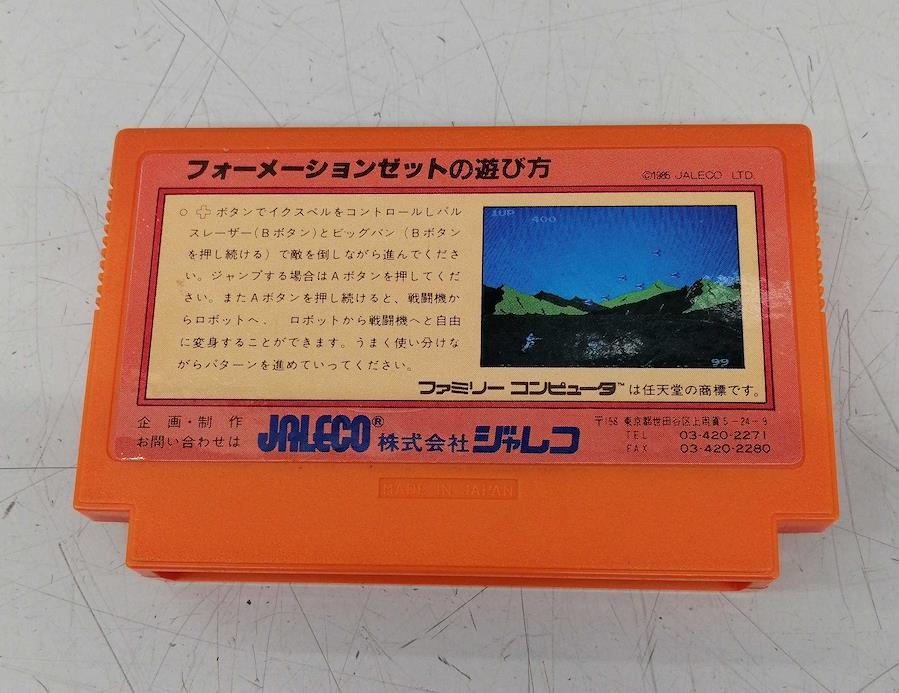 フォーメーションゼットの遊び方
©1985 JALECO LTD.
○ ボタンでイクスペルをコントロールしパル
スレーザー(Bボタン)とビッグバン(Bボタン
を押し続ける)で敵を倒しながら進んでくださ
い。ジャンプする場合はAボタンを押してくだ
さい。またAボタンを押し続けると、戦闘機か
らロボットへ、 ロボットから戦闘機へと自由
に変身することができます。うまく使い分けな
がらパターンを進めていってください。
1UP
400
99
ファミリー コンピュータ™は任天堂の商標です。
企画・制作
お問い合わせは
JALECO® 株式会社 ジャレコ
〒158 東京都世田谷区上用賀5-24-9
TEL 03-420-2271
FAX 03-420-2280
MADE IN JAPAN